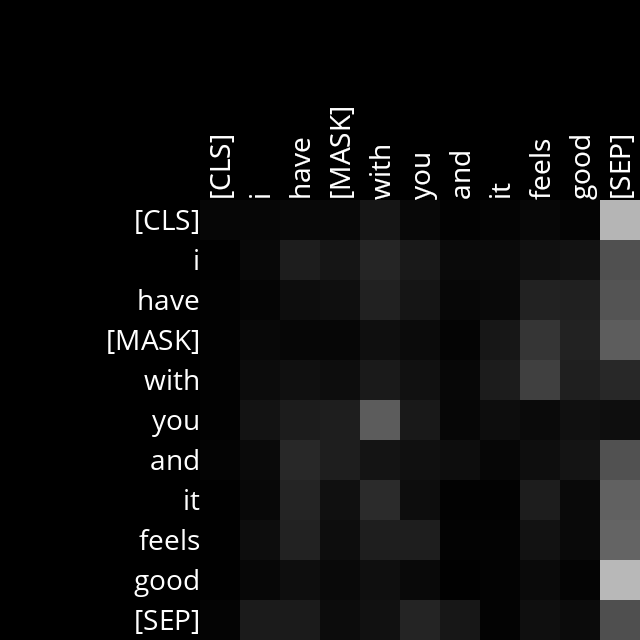 [CLS] i have [MASK] with you and it feels good [SEP]
[CLS]
i
have
[MASK]
with
you
and
it
feels
good
[SEP]